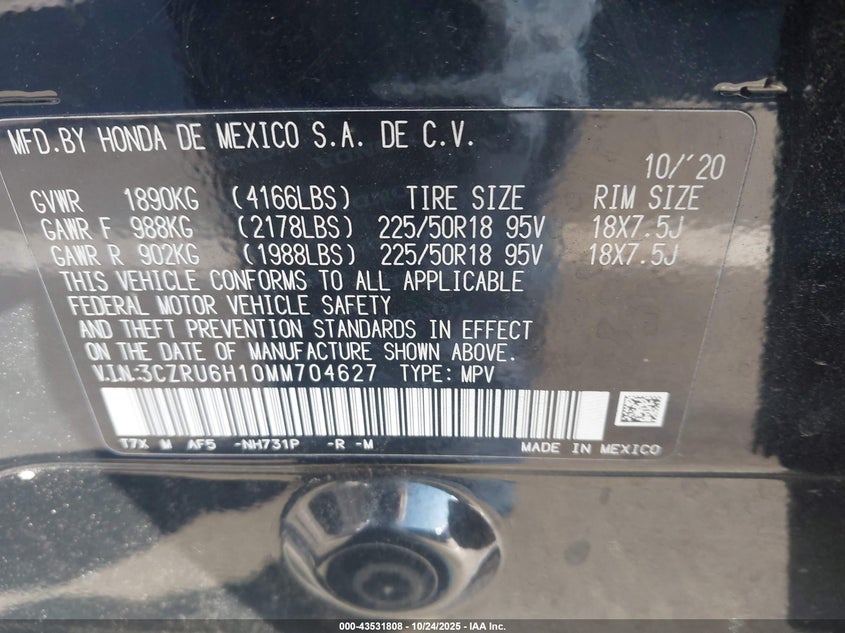 MFD.BY HONDA DE MEXICO S.A. DE C.V.
10/'20
GVWR 1890KG (4166LBS) TIRE SIZE RIM SIZE
GAWR F 988KG (2178LBS) 225/50R18 95V 18X7.5J
GAWR R 902KG (1988LBS) 225/50R18 95V 18X7.5J
THIS VEHICLE CONFORMS TO ALL APPLICABLE
FEDERAL MOTOR VEHICLE SAFETY
AND THEFT PREVENTION STANDARDS IN EFFECT
ON THE DATE OF MANUFACTURE SHOWN ABOVE.
V.I.N:3CZRU6H10MM704627 TYPE: MPV
T7X M AF5 -NH731P -R -M MADE IN MEXICO
000-43531808 - 10/24/2025 - IAA Inc.